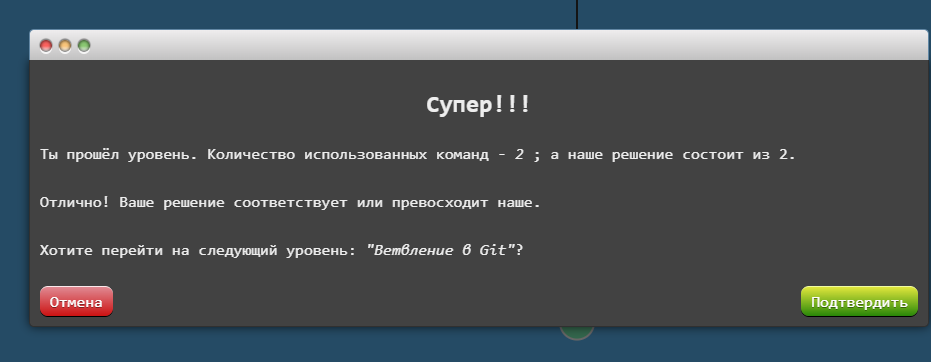 Супер!!!
Ты прошёл уровень. Количество использованных команд - 2 ; а наше решение состоит из 2.
Отлично! Ваше решение соответствует или превосходит наше.
Хотите перейти на следующий уровень: "Ветвление в Git"?
Отмена
Подтвердить